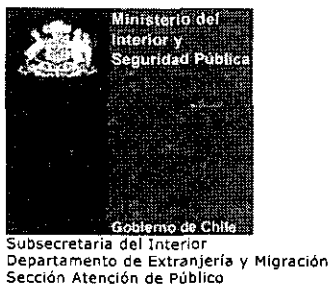 Ministerio del
Interior y
Seguridad Pública
Gobierno de Chile
Subsecretaria del Interior
Departamento de Extranjería y Migración
Sección Atención de Público